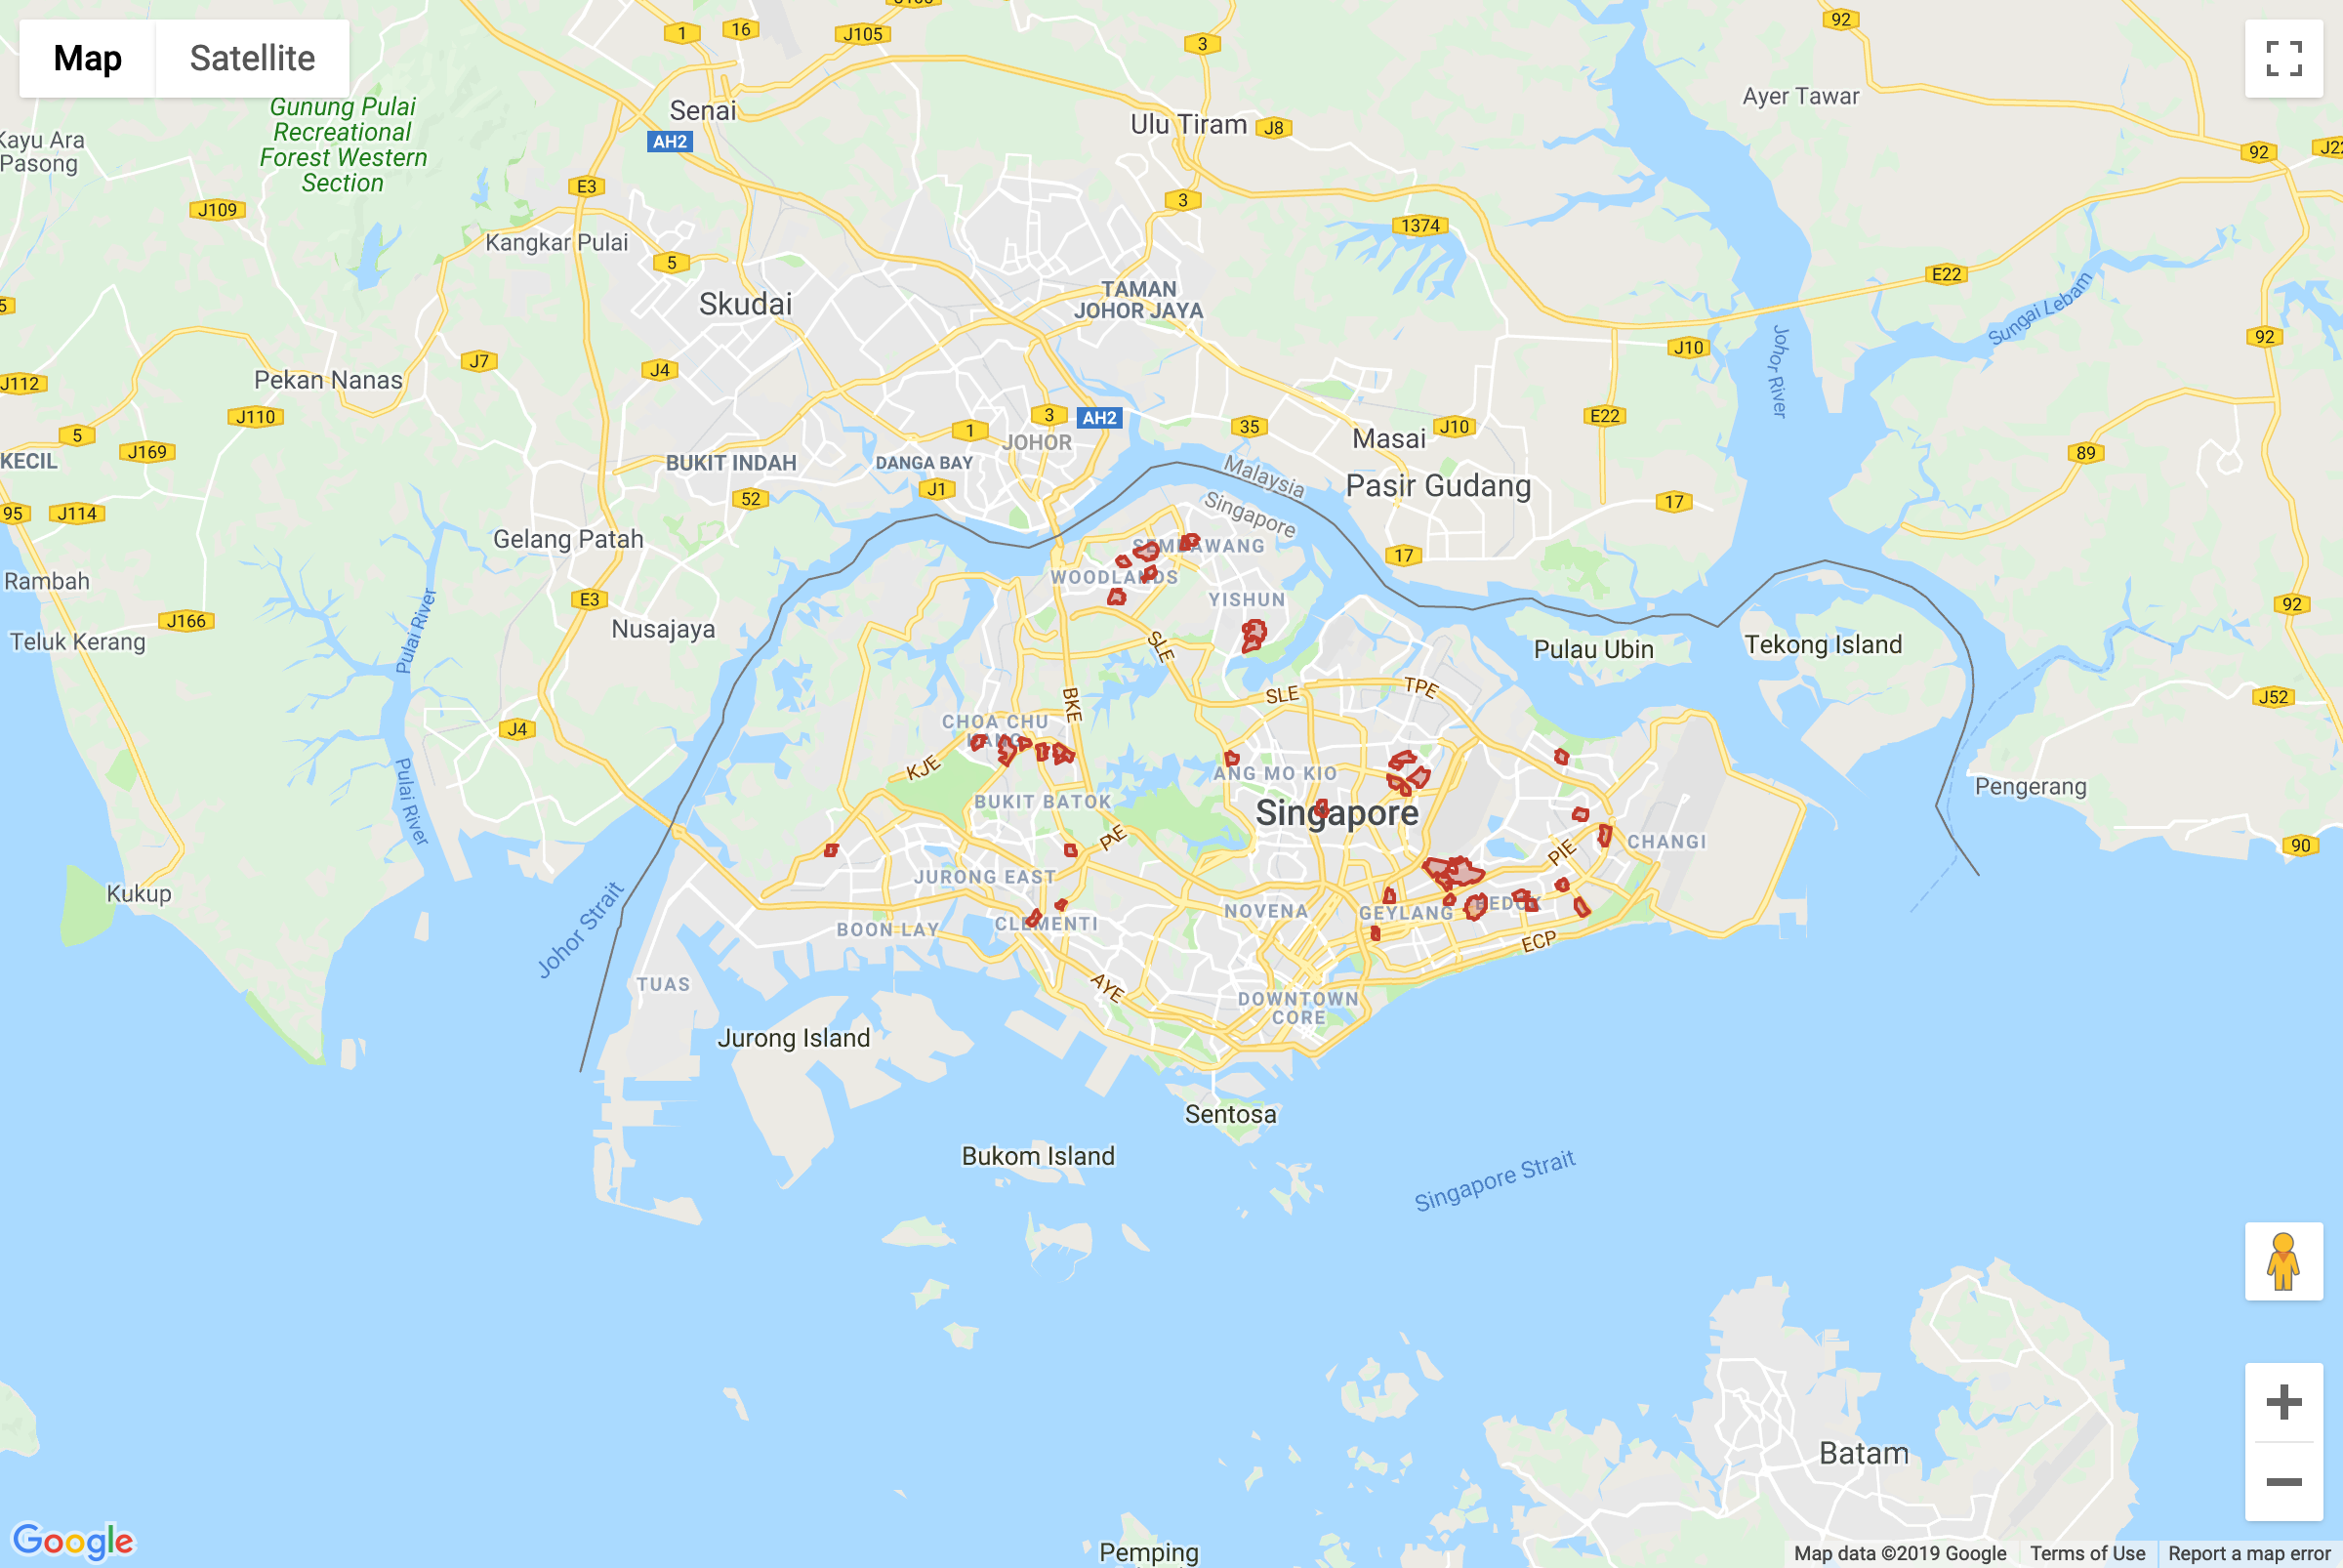 Map
Satellite
1
16
J105
3
92
Ayer Tawar
Gunung Pulai
Recreational
Forest Western
Section
Kayu Ara
Pasong
Senai
AH2
Ulu Tiram
J8
92
E3
J109
3
1374
Kangkar Pulai
5
E22
Sungai Lebam
Skudai
TAMAN
JOHOR JAYA
Johor River
92
J10
J7
J4
J112
Pekan Nanas
J110
3
AH2
1
35
Masai
J10
E22
5
J169
JOHOR
89
KECIL
BUKIT INDAH
DANGA BAY
J1
52
Malaysia
Singapore
Pasir Gudang
17
95
J114
Gelang Patah
17
WOODLANDS
YISHUN
Rambah
E3
92
J166
Teluk Kerang
Pulai River
Nusajaya
SLE
Pulau Ubin
Tekong Island
SLE
TPE
BKE
J52
J4
CHOA CHU
KJE
ANG MO KIO
Pengerang
Pulai River
BUKIT BATOK
Singapore
CHANGI
90
PIE
JURONG EAST
Kukup
NOVENA
GEYLANG
BEDOK
CLEMENTI
BOON LAY
ECP
Johor Strait
TUAS
AYE
DOWNTOWN
CORE
Jurong Island
Sentosa
Bukom Island
Singapore Strait
Batam
Pemping
Google
Map data ©2019 Google
Terms of Use
Report a map error